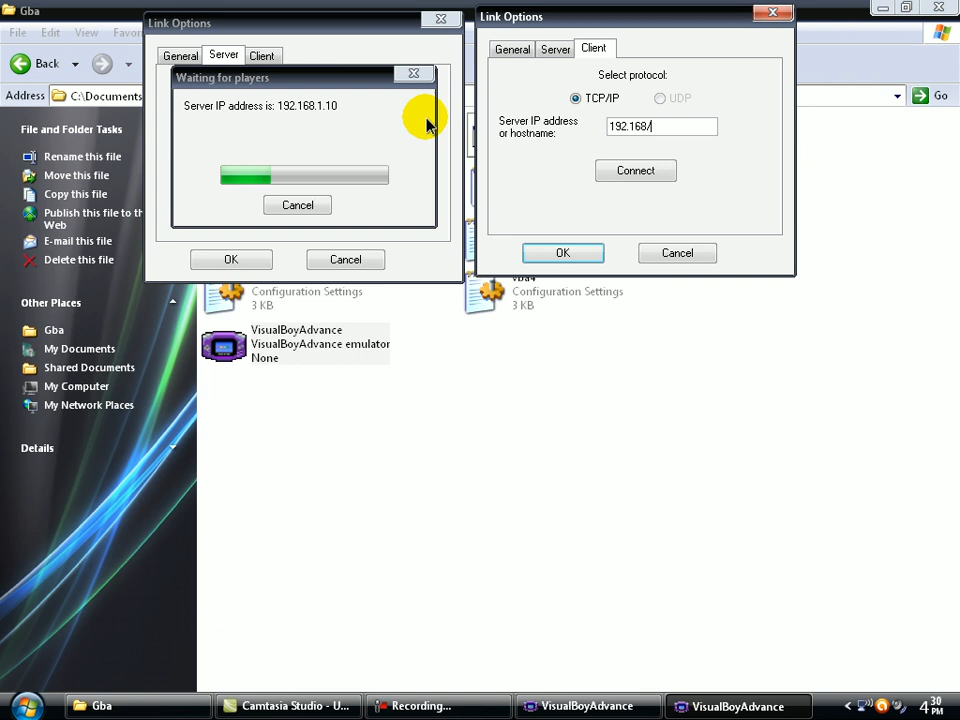 Gba
File Edit View Favor
Back
Address C:\Documents
Go
File and Folder Tasks
Rename this file
Move this file
Copy this file
Publish this file to th
Web
E-mail this file
Delete this file
Other Places
Gba
My Documents
Shared Documents
My Computer
My Network Places
Details
Link Options
General Server Client
Waiting for players
Server IP address is: 192.168.1.10
Cancel
OK Cancel
Link Options
General Server Client
Select protocol:
TCP/IP UDP
Server IP address
or hostname:
192.168/
Connect
OK Cancel
Configuration Settings
3 KB
vba4
Configuration Settings
3 KB
VisualBoyAdvance
VisualBoyAdvance emulator
None
Gba
Camtasia Studio - U...
Recording...
VisualBoyAdvance
VisualBoyAdvance
4 30 PM